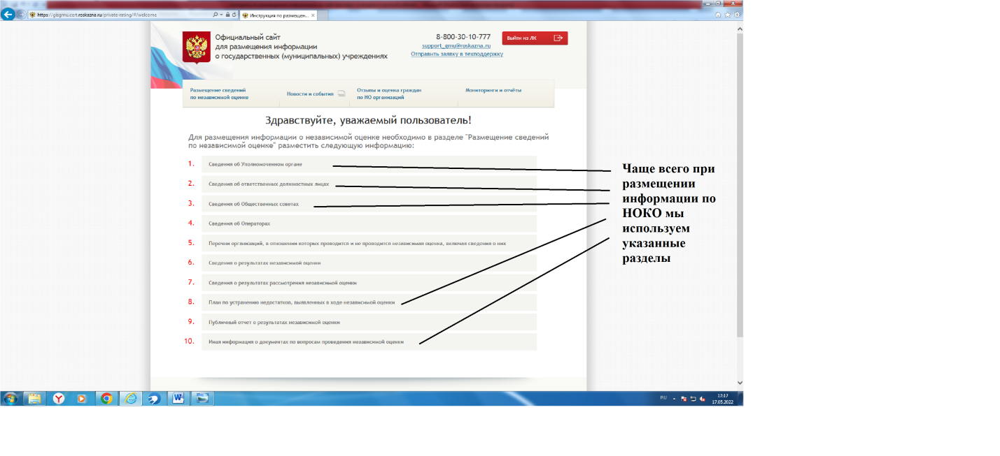 https://gisgmu.cert.roskazna.ru/private-rating/#/welcome
Инструкция по размещен...
Официальный сайт
для размещения информации
о государственных (муниципальных) учреждениях
8-800-30-10-777
support_gmu@roskazna.ru
Отправить заявку в техподдержку
Выйти из ЛК
Размещение сведений
по независимой оценке
Новости и события
Отзывы и оценка граждан
по НО организаций
Мониторинги и отчёты
Здравствуйте, уважаемый пользователь!
Для размещения информации о независимой оценке необходимо в разделе "Размещение сведений
по независимой оценке" разместить следующую информацию:
1. Сведения об Уполномоченном органе
2. Сведения об ответственных должностных лицах
3. Сведения об Общественных советах
4. Сведения об Операторах
5. Перечни организаций, в отношении которых проводится и не проводится независимая оценка, включая сведения о них
6. Сведения о результатах независимой оценки
7. Сведения о результатах рассмотрения независимой оценки
8. План по устранению недостатков, выявленных в ходе независимой оценки
9. Публичный отчет о результатах независимой оценки
10. Иная информация о документах по вопросам проведения независимой оценки
Чаще всего при
размещении
информации по
НОКО мы
используем
указанные
разделы
RU
17:17
17.05.2022